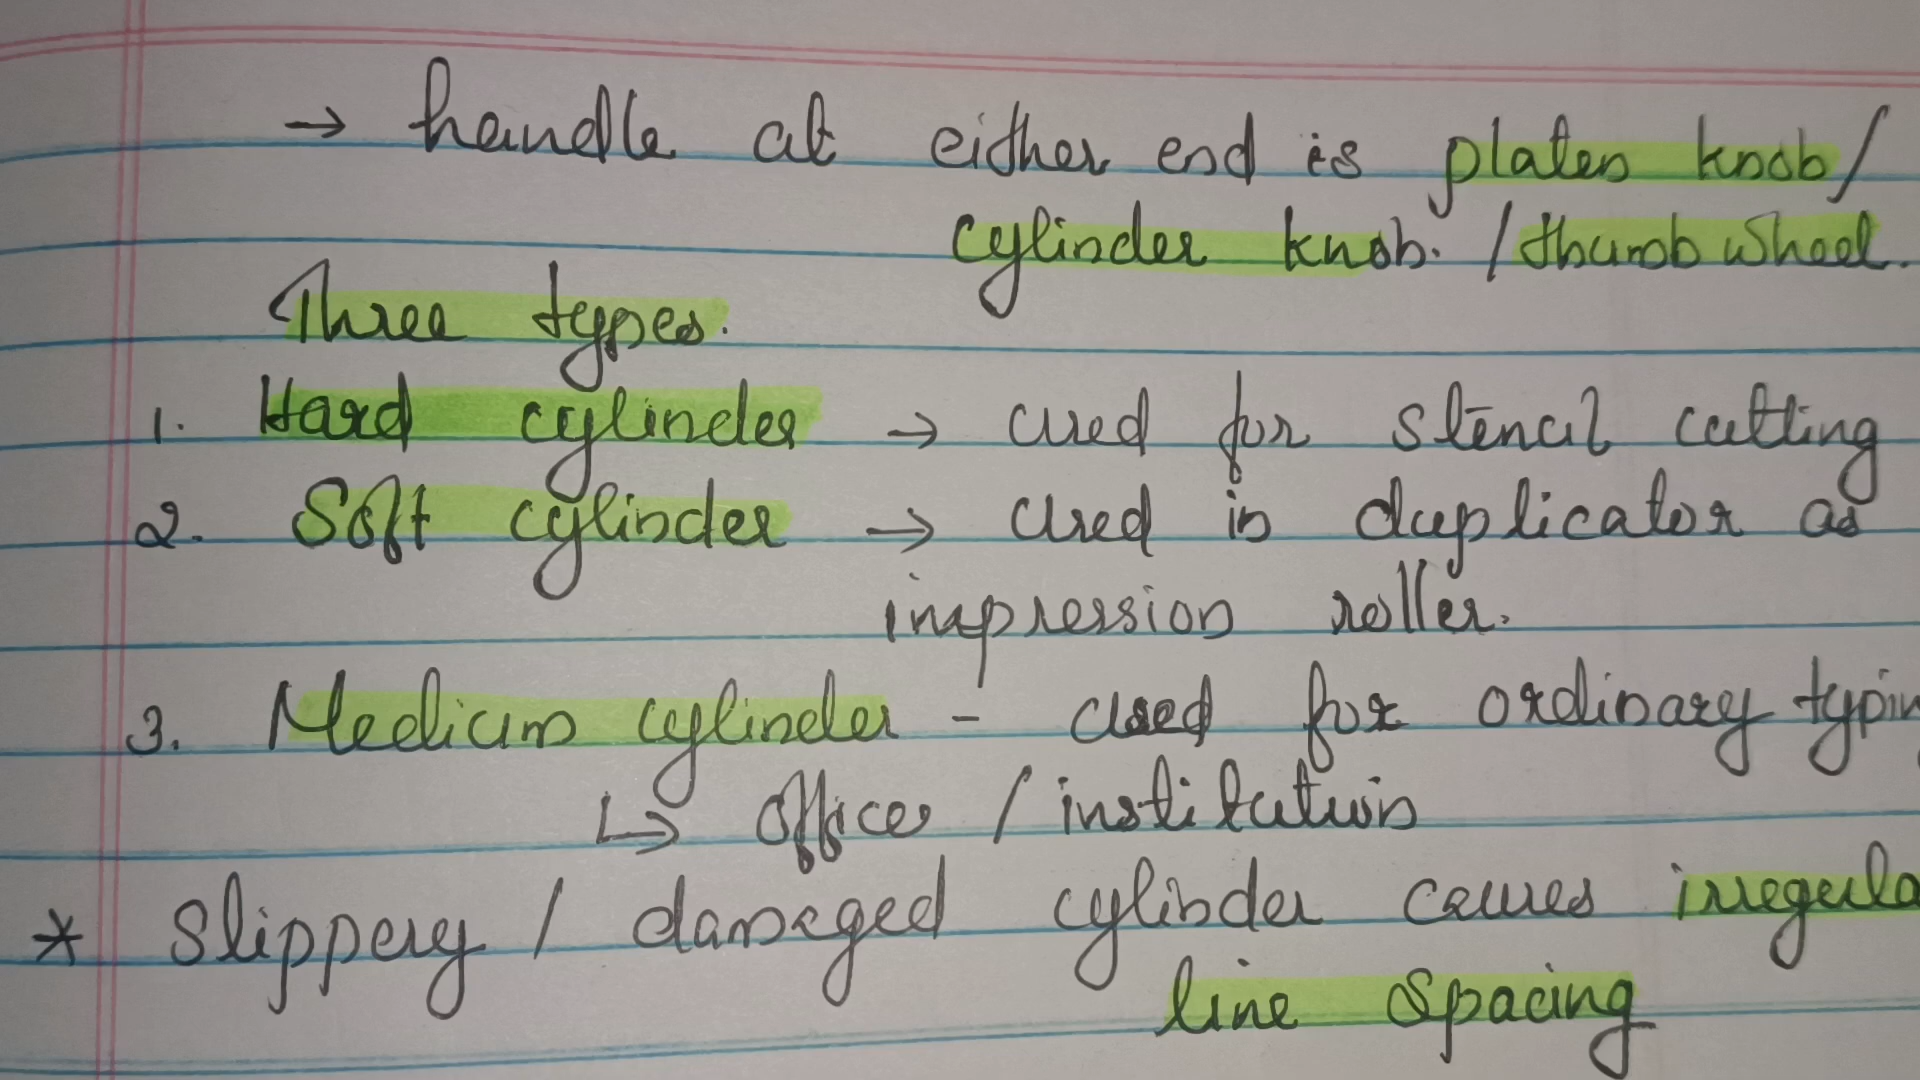 → handle at either end is platen knob/
cylinder knob. / thumb wheel.
Three types.
1. Hard cylinder → used for stencil cutting
2. Soft cylinder → used in duplicator as
impression roller.
3. Medium cylinder - used for ordinary typin
↳ offices / institution
* Slippery / damaged cylinder causes irregula
line spacing